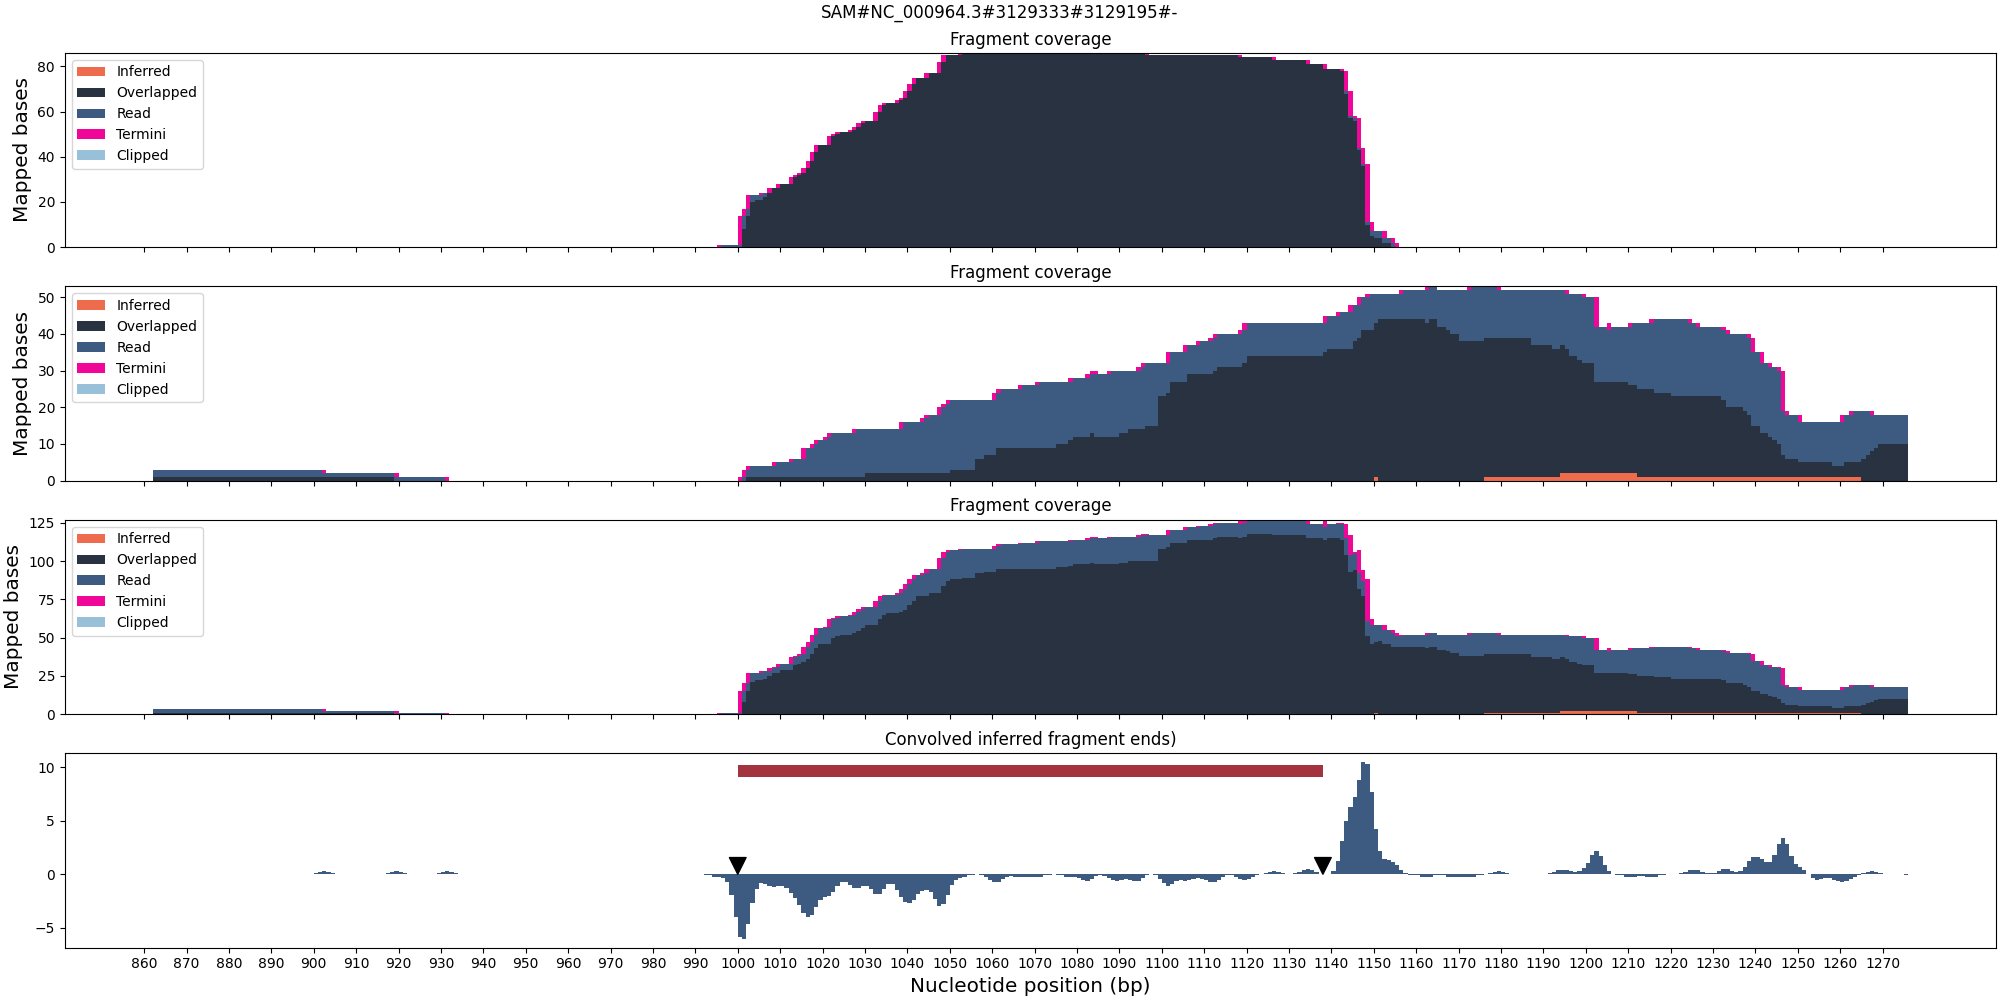 SAM#NC_000964.3#3129333#3129195#-
Fragment coverage
Mapped bases
80
60
40
20
0
Inferred
Overlapped
Read
Termini
Clipped
Fragment coverage
Mapped bases
50
40
30
20
10
0
Inferred
Overlapped
Read
Termini
Clipped
Fragment coverage
Mapped bases
125
100
75
50
25
0
Inferred
Overlapped
Read
Termini
Clipped
Convolved inferred fragment ends)
10
5
0
−5
860 870 880 890 900 910 920 930 940 950 960 970 980 990 1000 1010 1020 1030 1040 1050 1060 1070 1080 1090 1100 1110 1120 1130 1140 1150 1160 1170 1180 1190 1200 1210 1220 1230 1240 1250 1260 1270
Nucleotide position (bp)